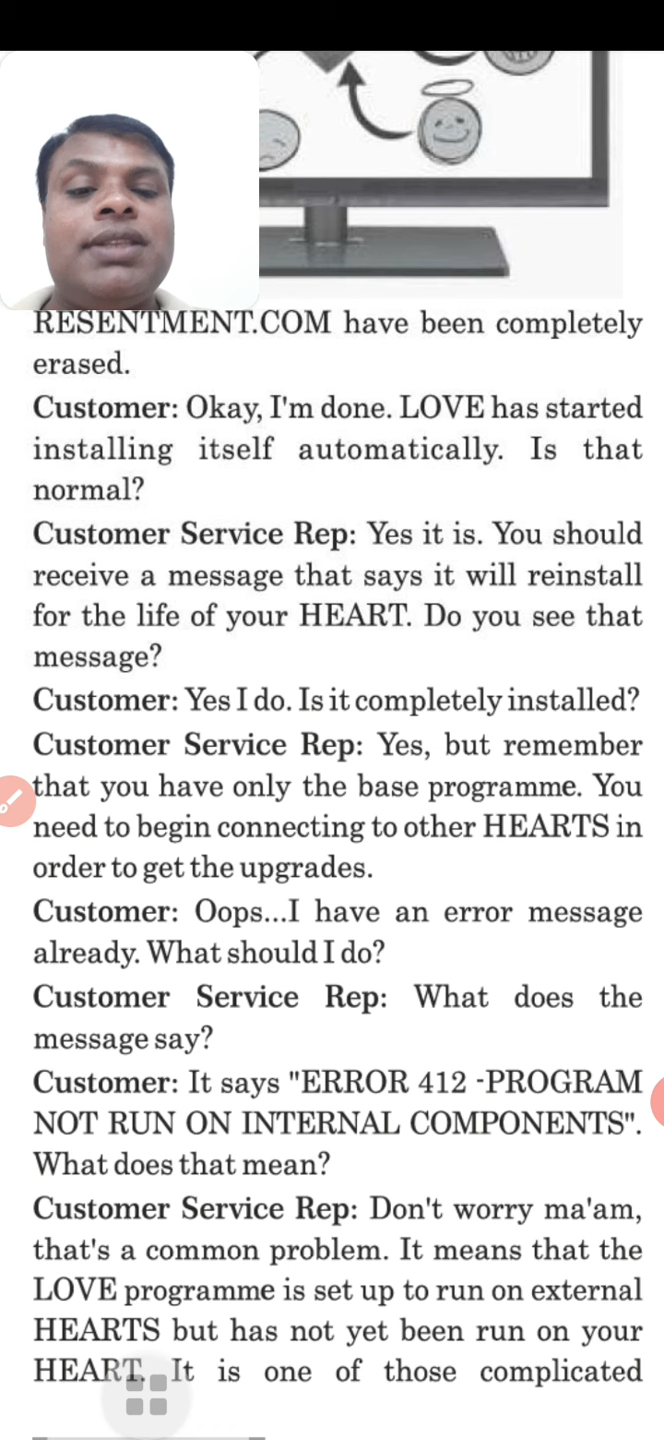 RESENTMENT.COM have been completely
erased.
Customer: Okay, I'm done. LOVE has started
installing itself automatically. Is that
normal?
Customer Service Rep: Yes it is. You should
receive a message that says it will reinstall
for the life of your HEART. Do you see that
message?
Customer: Yes I do. Is it completely installed?
Customer Service Rep: Yes, but remember
that you have only the base programme. You
need to begin connecting to other HEARTS in
order to get the upgrades.
Customer: Oops...I have an error message
already. What should I do?
Customer Service Rep: What does the
message say?
Customer: It says "ERROR 412 -PROGRAM
NOT RUN ON INTERNAL COMPONENTS".
What does that mean?
Customer Service Rep: Don't worry ma'am,
that's a common problem. It means that the
LOVE programme is set up to run on external
HEARTS but has not yet been run on your
HEART. It is one of those complicated